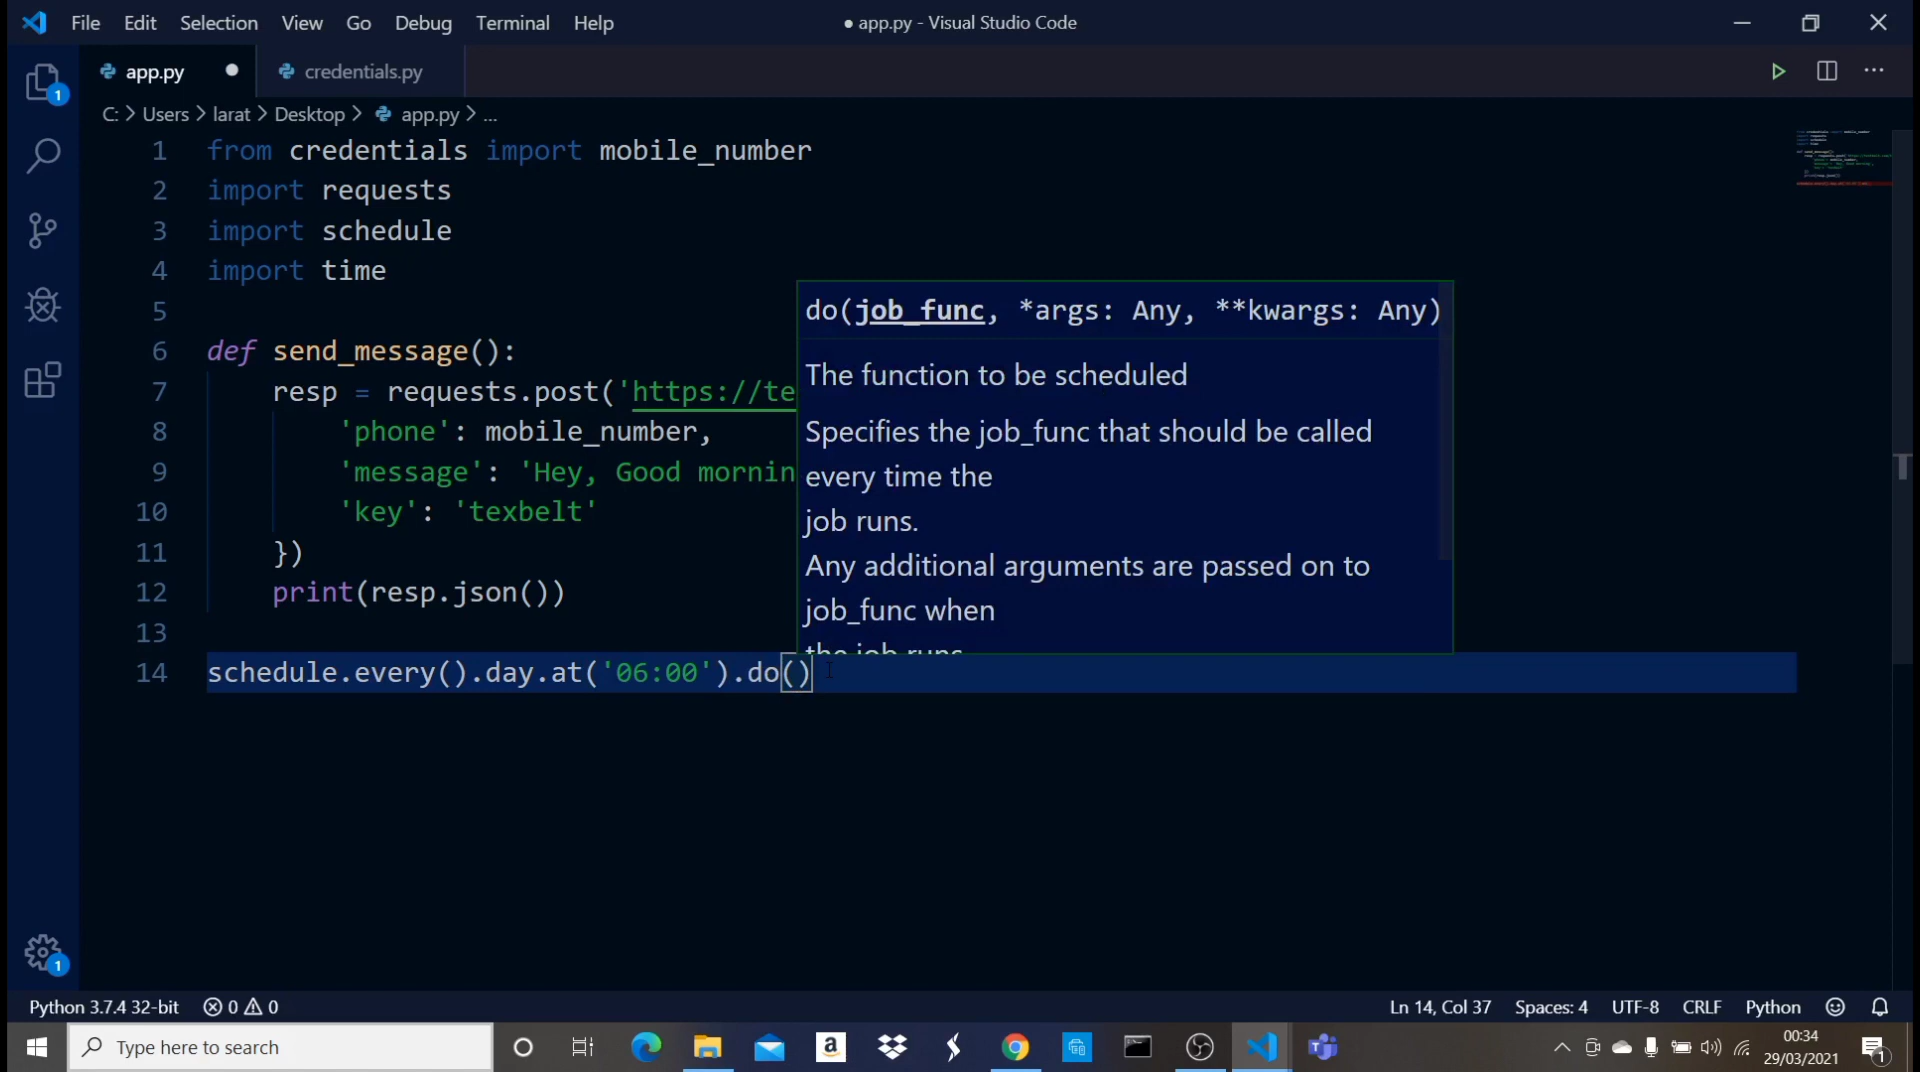 File Edit Selection View Go Debug Terminal Help
● app.py - Visual Studio Code
app.py ● credentials.py
C: > Users > larat > Desktop > app.py > ...
1 from credentials import mobile_number
2 import requests
3 import schedule
4 import time
5
6 def send_message():
7 resp = requests.post('https://te
8 'phone': mobile_number,
9 'message': 'Hey, Good mornin
10 'key': 'texbelt'
11 })
12 print(resp.json())
13
14 schedule.every().day.at('06:00').do()
do(job_func, *args: Any, **kwargs: Any)
The function to be scheduled
Specifies the job_func that should be called
every time the
job runs.
Any additional arguments are passed on to
job_func when
the job runs
1
1
Python 3.7.4 32-bit 0 0
Ln 14, Col 37 Spaces: 4 UTF-8 CRLF Python
Type here to search
a
00:34
29/03/2021
1